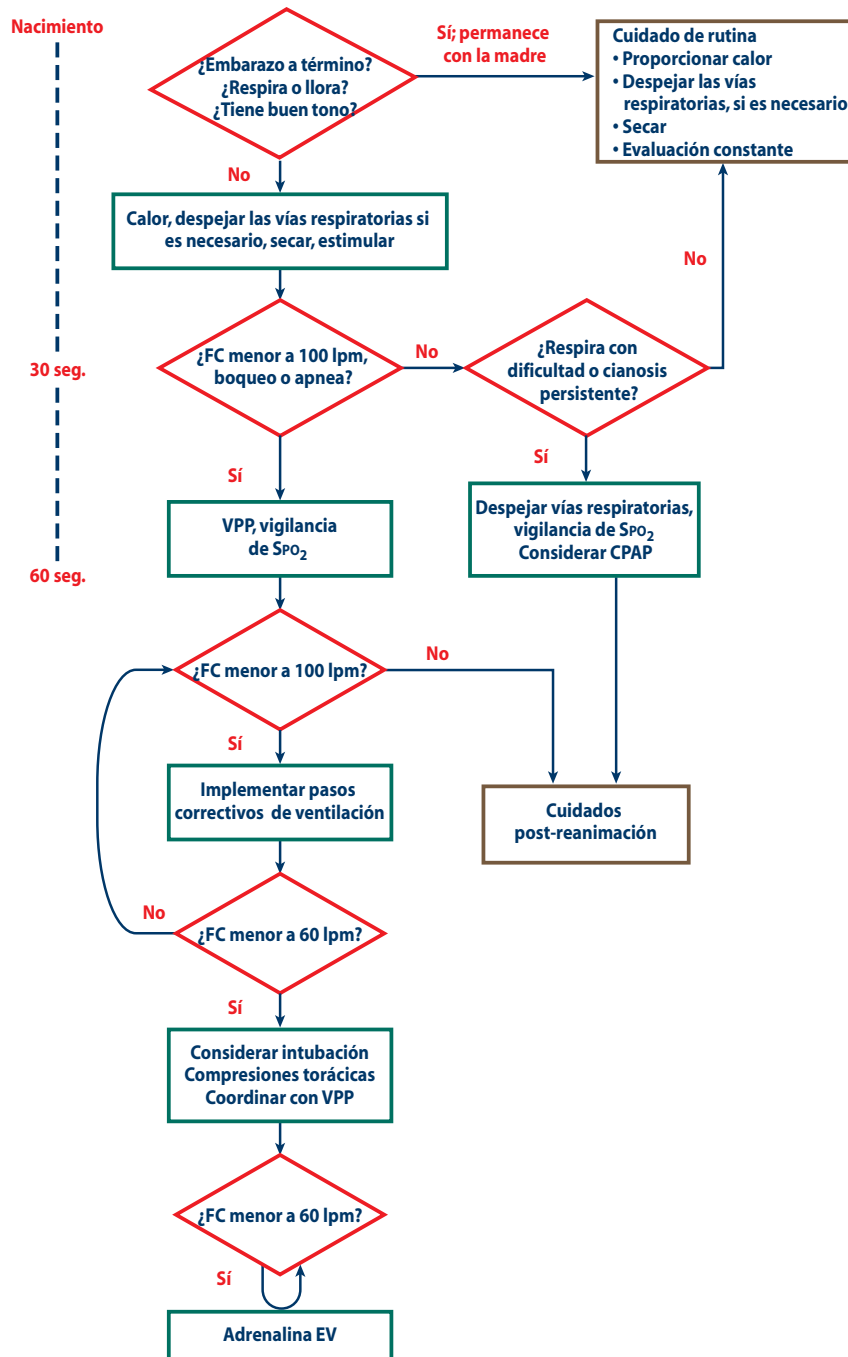 Nacimiento
¿Embarazo a término?
¿Respira o llora?
¿Tiene buen tono?
Sí; permanece
con la madre
Cuidado de rutina
• Proporcionar calor
• Despejar las vías
respiratorias, si es necesario
• Secar
• Evaluación constante
No
Calor, despejar las vías respiratorias si
es necesario, secar, estimular
No
30 seg.
¿FC menor a 100 lpm,
boqueo o apnea?
No
¿Respira con
dificultad o cianosis
persistente?
Sí
Sí
VPP, vigilancia
de SPO2
Despejar vías respiratorias,
vigilancia de SPO2
Considerar CPAP
60 seg.
¿FC menor a 100 lpm?
No
Sí
Implementar pasos
correctivos de ventilación
Cuidados
post-reanimación
No
¿FC menor a 60 lpm?
Sí
Considerar intubación
Compresiones torácicas
Coordinar con VPP
¿FC menor a 60 lpm?
Sí
Adrenalina EV